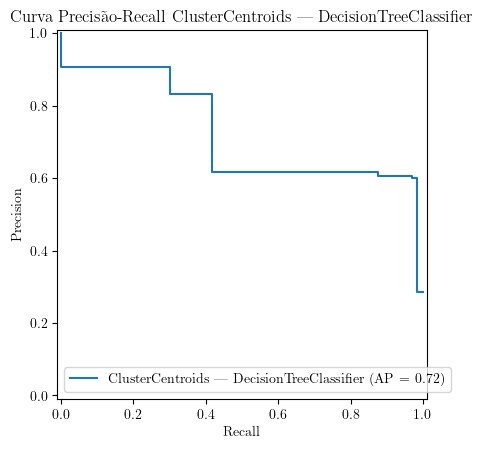 Curva Precisão-Recall ClusterCentroids — DecisionTreeClassifier
1.0
0.8
0.6
0.4
0.2
0.0
Precision
ClusterCentroids — DecisionTreeClassifier (AP = 0.72)
0.0 0.2 0.4 0.6 0.8 1.0
Recall